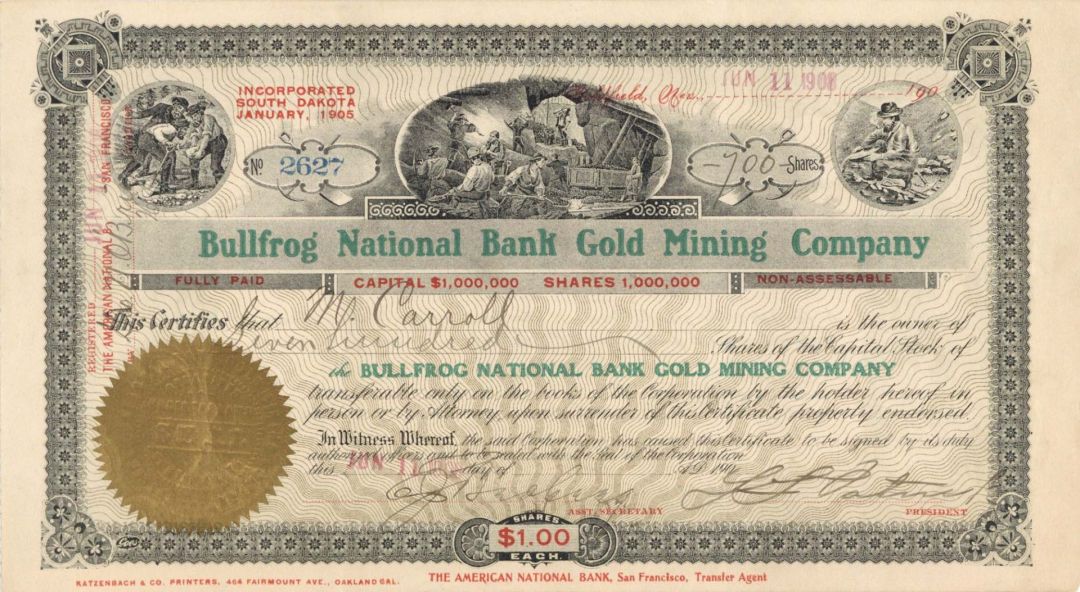 INCORPORATED
SOUTH DAKOTA
JANUARY, 1905
JUN 11 1908
field, Nev., 190
No 2627
-700- Shares
Bullfrog National Bank Gold Mining Company
FULLY PAID CAPITAL $1,000,000 SHARES 1,000,000 NON-ASSESSABLE
REGISTERED
THE AMERICAN NATIONAL B SAN FRANCISCO
JUN
This Certifies that M. Carroll is the owner of
Seven hundred Shares of the Capital Stock of
the BULLFROG NATIONAL BANK GOLD MINING COMPANY
transferable only on the books of the Corporation by the holder hereof in
person or by Attorney upon surrender of this Certificate properly endorsed.
In Witness Whereof, the said Corporation has caused this Certificate to be signed by its duly
authorized officers and to be sealed with the Seal of the Corporation
this JUN 11 day of A.D. 190
ASST. SECRETARY
PRESIDENT
SHARES
$1.00
EACH.
KATZENBACH & CO. PRINTERS, 464 FAIRMOUNT AVE., OAKLAND CAL.
THE AMERICAN NATIONAL BANK, San Francisco, Transfer Agent